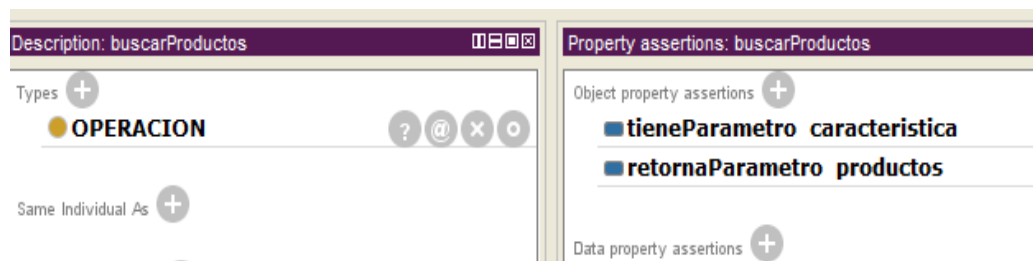 Description: buscarProductos
Types
OPERACION
Same Individual As
Property assertions: buscarProductos
Object property assertions
tieneParametro caracteristica
retornaParametro productos
Data property assertions